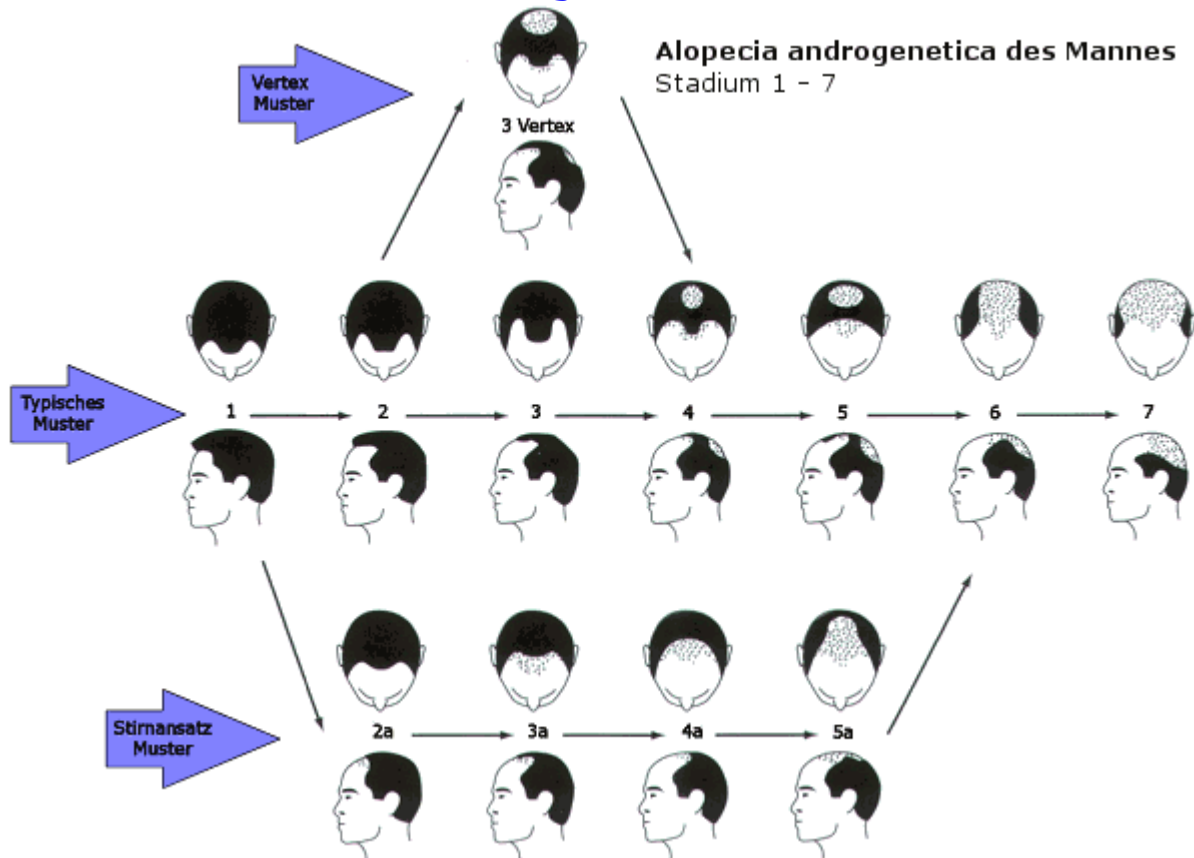 Alopecia androgenetica des Mannes
Stadium 1 - 7
Vertex
Muster
3 Vertex
Typisches
Muster
1
2
3
4
5
6
7
Stirnansatz
Muster
2a
3a
4a
5a